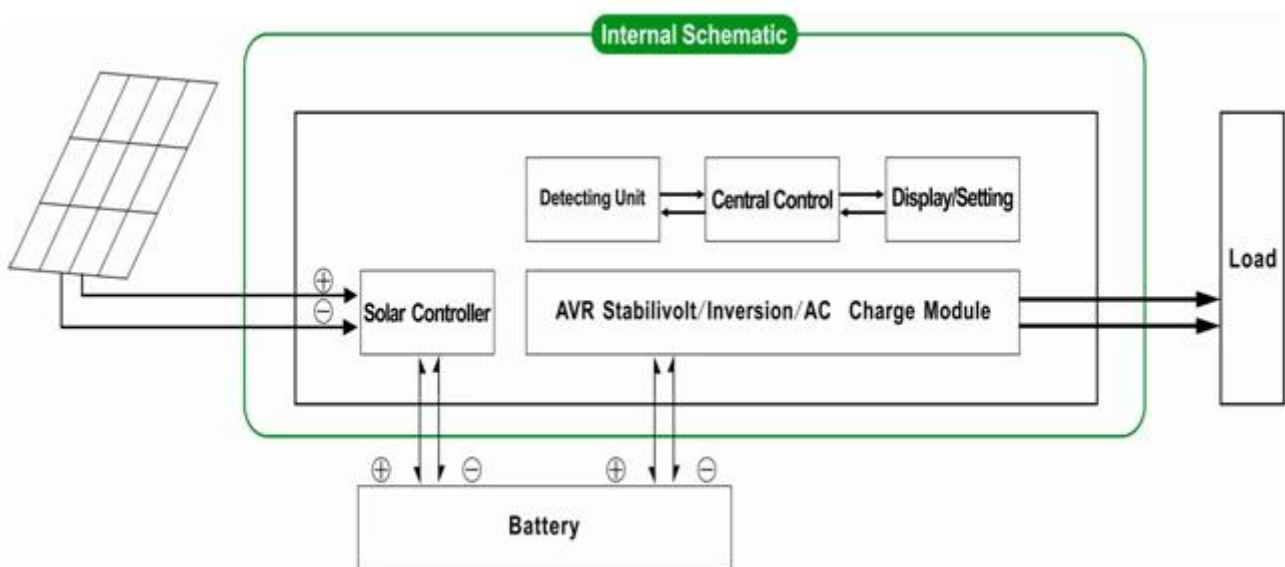 Internal Schematic
Detecting Unit
Central Control
Display/Setting
Load
⊕
⊖
Solar Controller
AVR Stabilivolt/Inversion/AC Charge Module
⊕ ⊖ ⊕ ⊖
Battery